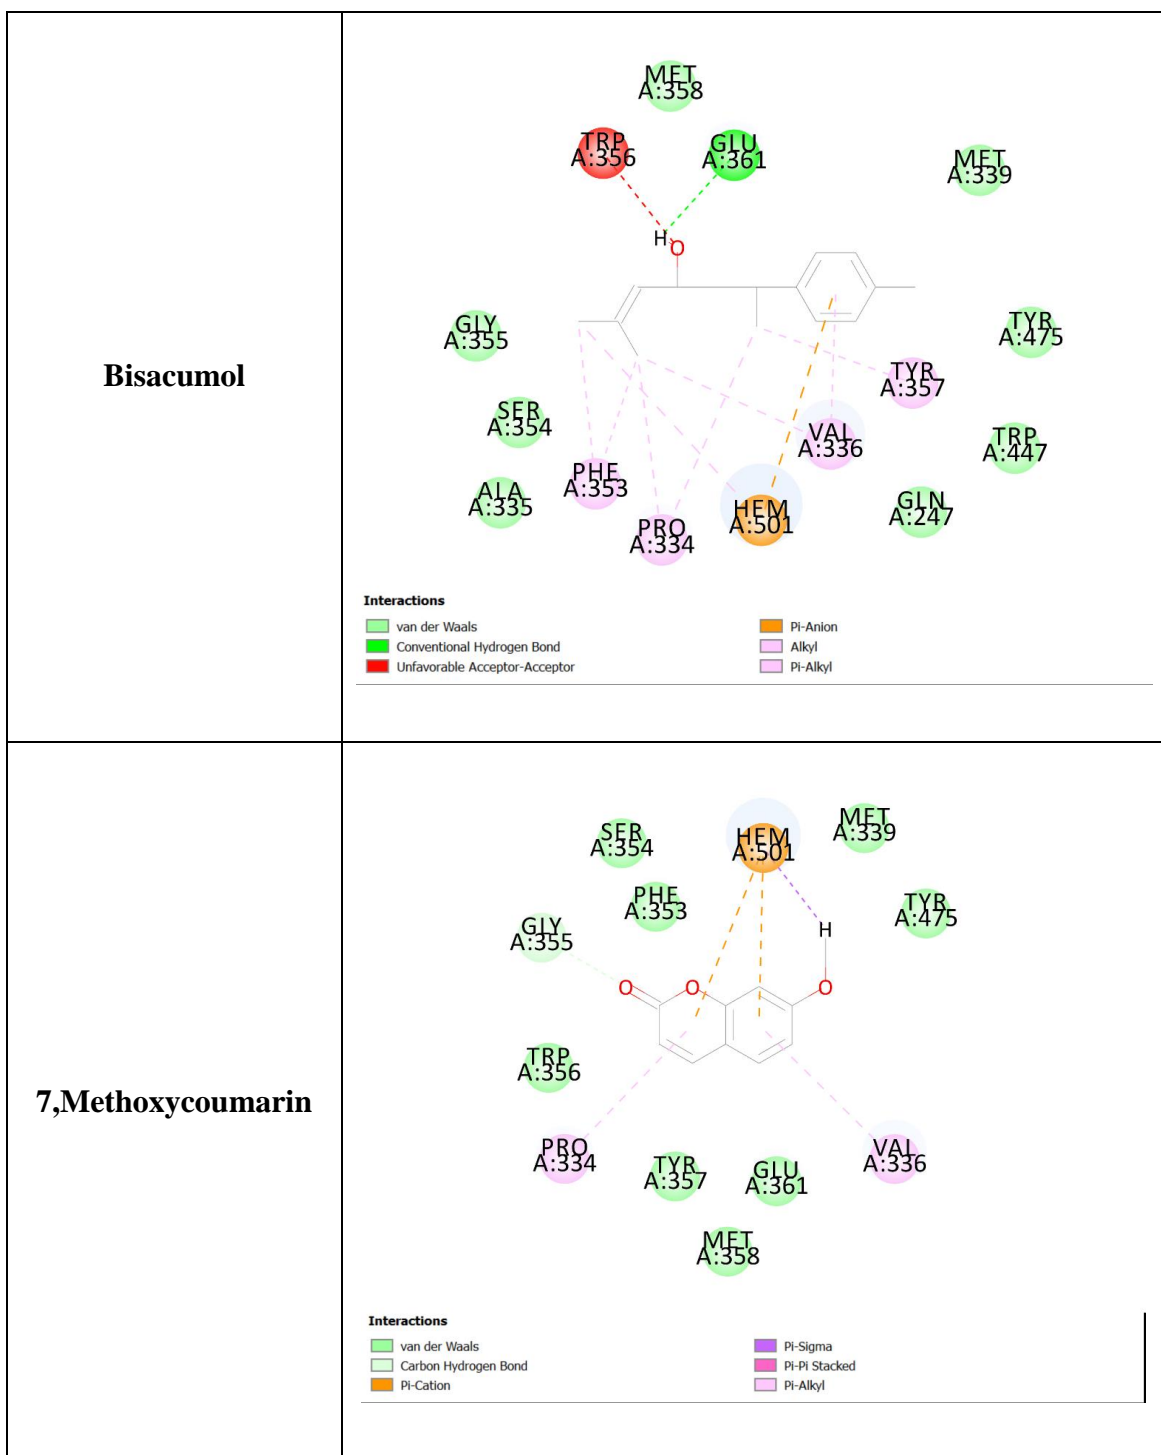 Bisacumol
MET
A:358
TRP
A:356
GLU
A:361
MET
A:339
H
O
GLY
A:355
TYR
A:475
TYR
A:357
SER
A:354
VAL
A:336
TRP
A:447
PHE
A:353
ALA
A:335
HEM
A:501
GLN
A:247
PRO
A:334
Interactions
van der Waals
Conventional Hydrogen Bond
Unfavorable Acceptor-Acceptor
Pi-Anion
Alkyl
Pi-Alkyl
7,Methoxycoumarin
SER
A:354
HEM
A:501
MET
A:339
PHE
A:353
TYR
A:475
GLY
A:355
H
O
O
O
TRP
A:356
PRO
A:334
TYR
A:357
GLU
A:361
VAL
A:336
MET
A:358
Interactions
van der Waals
Carbon Hydrogen Bond
Pi-Cation
Pi-Sigma
Pi-Pi Stacked
Pi-Alkyl